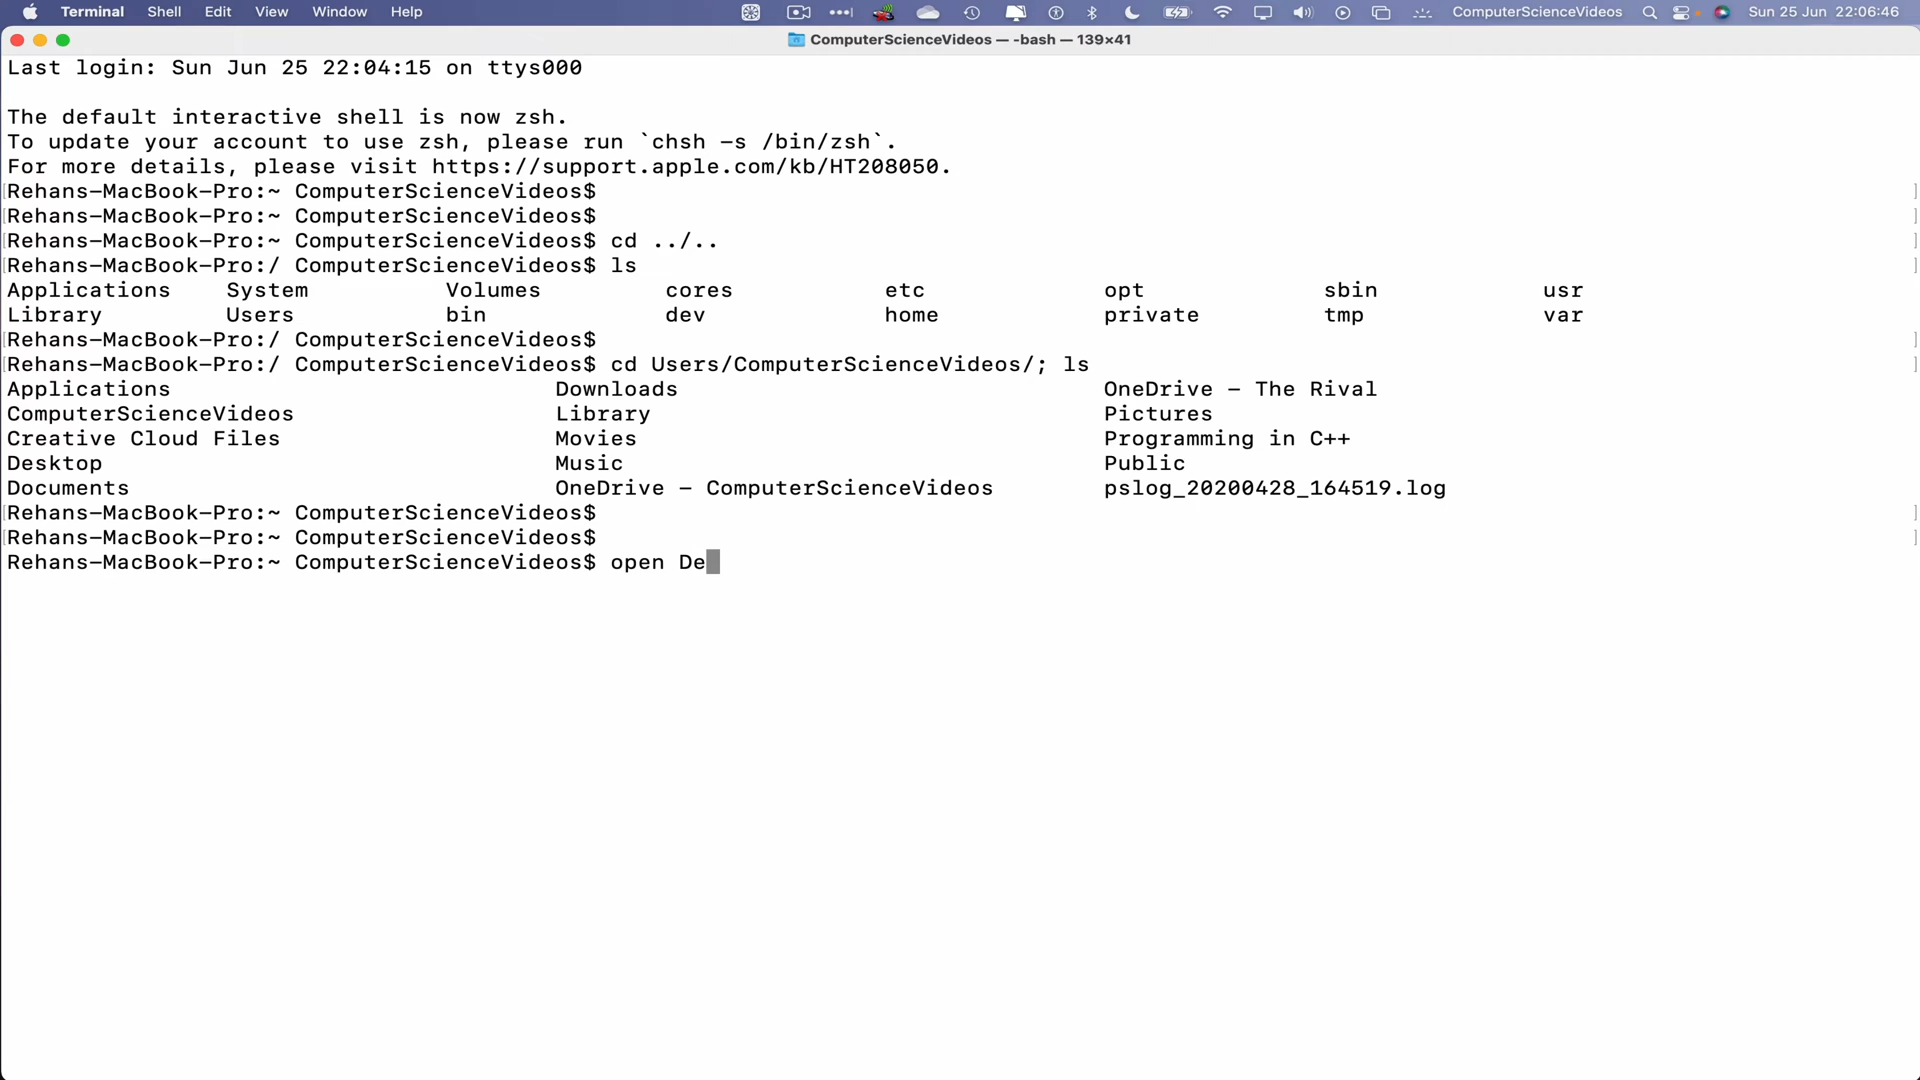 Terminal Shell Edit View Window Help ComputerScienceVideos Sun 25 Jun 22:06:46
ComputerScienceVideos — -bash — 139×41
Last login: Sun Jun 25 22:04:15 on ttys000
The default interactive shell is now zsh.
To update your account to use zsh, please run `chsh -s /bin/zsh`.
For more details, please visit https://support.apple.com/kb/HT208050.
[Rehans-MacBook-Pro:~ ComputerScienceVideos$ ]
[Rehans-MacBook-Pro:~ ComputerScienceVideos$ ]
[Rehans-MacBook-Pro:~ ComputerScienceVideos$ cd ../.. ]
[Rehans-MacBook-Pro:/ ComputerScienceVideos$ ls ]
Applications System Volumes cores etc opt sbin usr
Library Users bin dev home private tmp var
[Rehans-MacBook-Pro:/ ComputerScienceVideos$ ]
[Rehans-MacBook-Pro:/ ComputerScienceVideos$ cd Users/ComputerScienceVideos/; ls ]
Applications Downloads OneDrive - The Rival
ComputerScienceVideos Library Pictures
Creative Cloud Files Movies Programming in C++
Desktop Music Public
Documents OneDrive - ComputerScienceVideos pslog_20200428_164519.log
[Rehans-MacBook-Pro:~ ComputerScienceVideos$ ]
[Rehans-MacBook-Pro:~ ComputerScienceVideos$ ]
Rehans-MacBook-Pro:~ ComputerScienceVideos$ open De